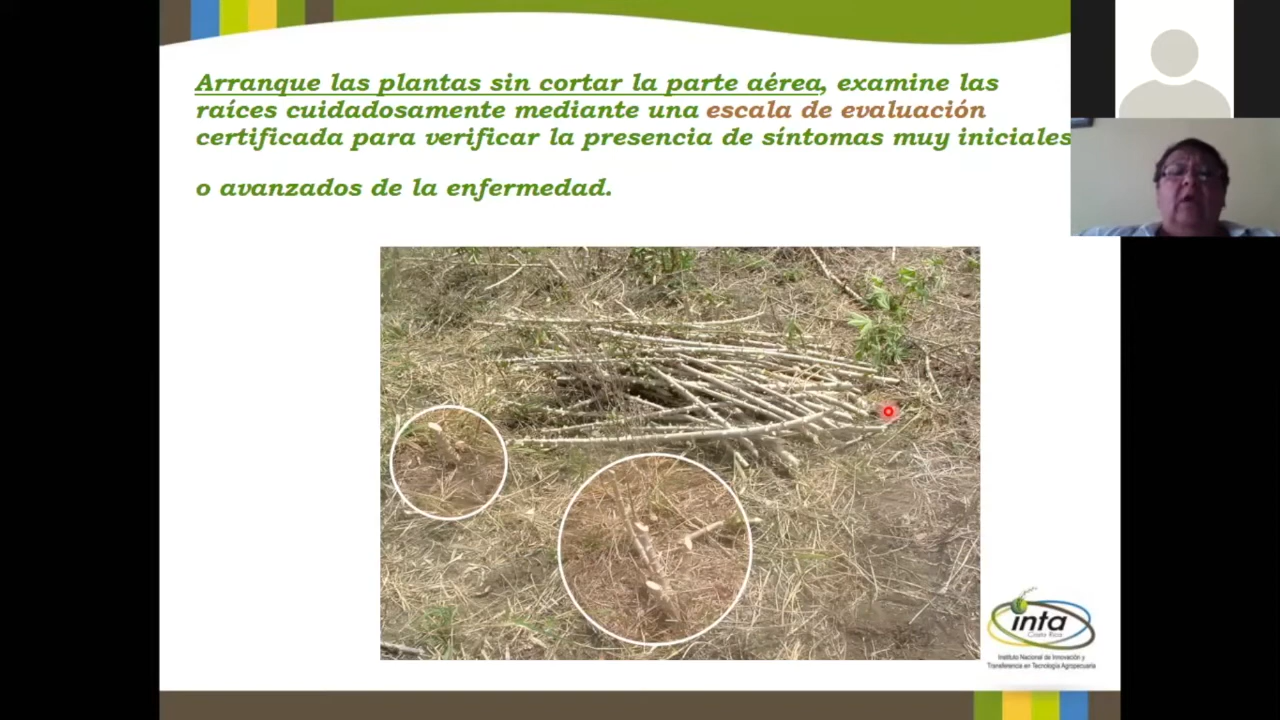 Arranque las plantas sin cortar la parte aérea, examine las
raíces cuidadosamente mediante una escala de evaluación
certificada para verificar la presencia de síntomas muy iniciales
o avanzados de la enfermedad.
inta
Costa Rica
Instituto Nacional de Innovación y
Transferencia en Tecnología Agropecuaria